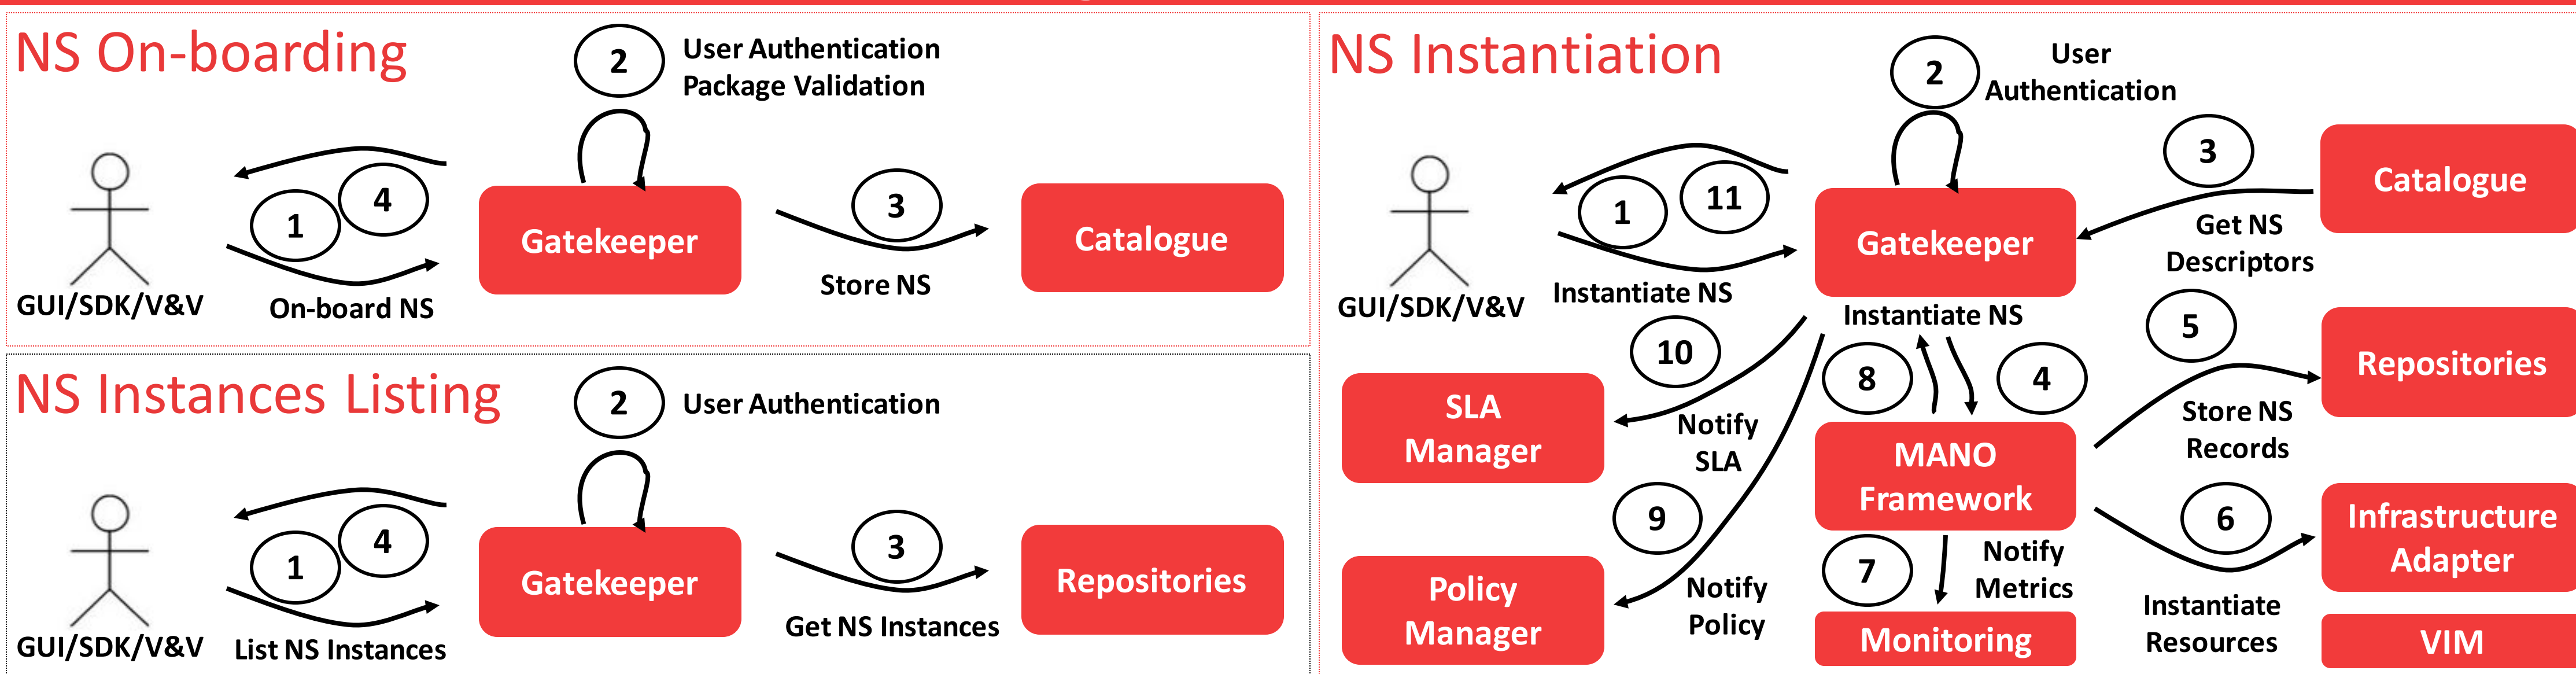 NS On-boarding
2
User Authentication
Package Validation
1
4
3
Gatekeeper
Catalogue
Store NS
GUI/SDK/V&V
On-board NS
NS Instances Listing
2
User Authentication
1
4
3
Gatekeeper
Repositories
Get NS Instances
GUI/SDK/V&V
List NS Instances
NS Instantiation
2
User
Authentication
3
Catalogue
1
11
Gatekeeper
Get NS
Descriptors
GUI/SDK/V&V
Instantiate NS
Instantiate NS
5
Repositories
10
8
4
SLA
Manager
Notify
SLA
Store NS
Records
MANO
Framework
9
6
Infrastructure
Adapter
7
Notify
Metrics
Policy
Manager
Notify
Policy
Instantiate
Resources
Monitoring
VIM